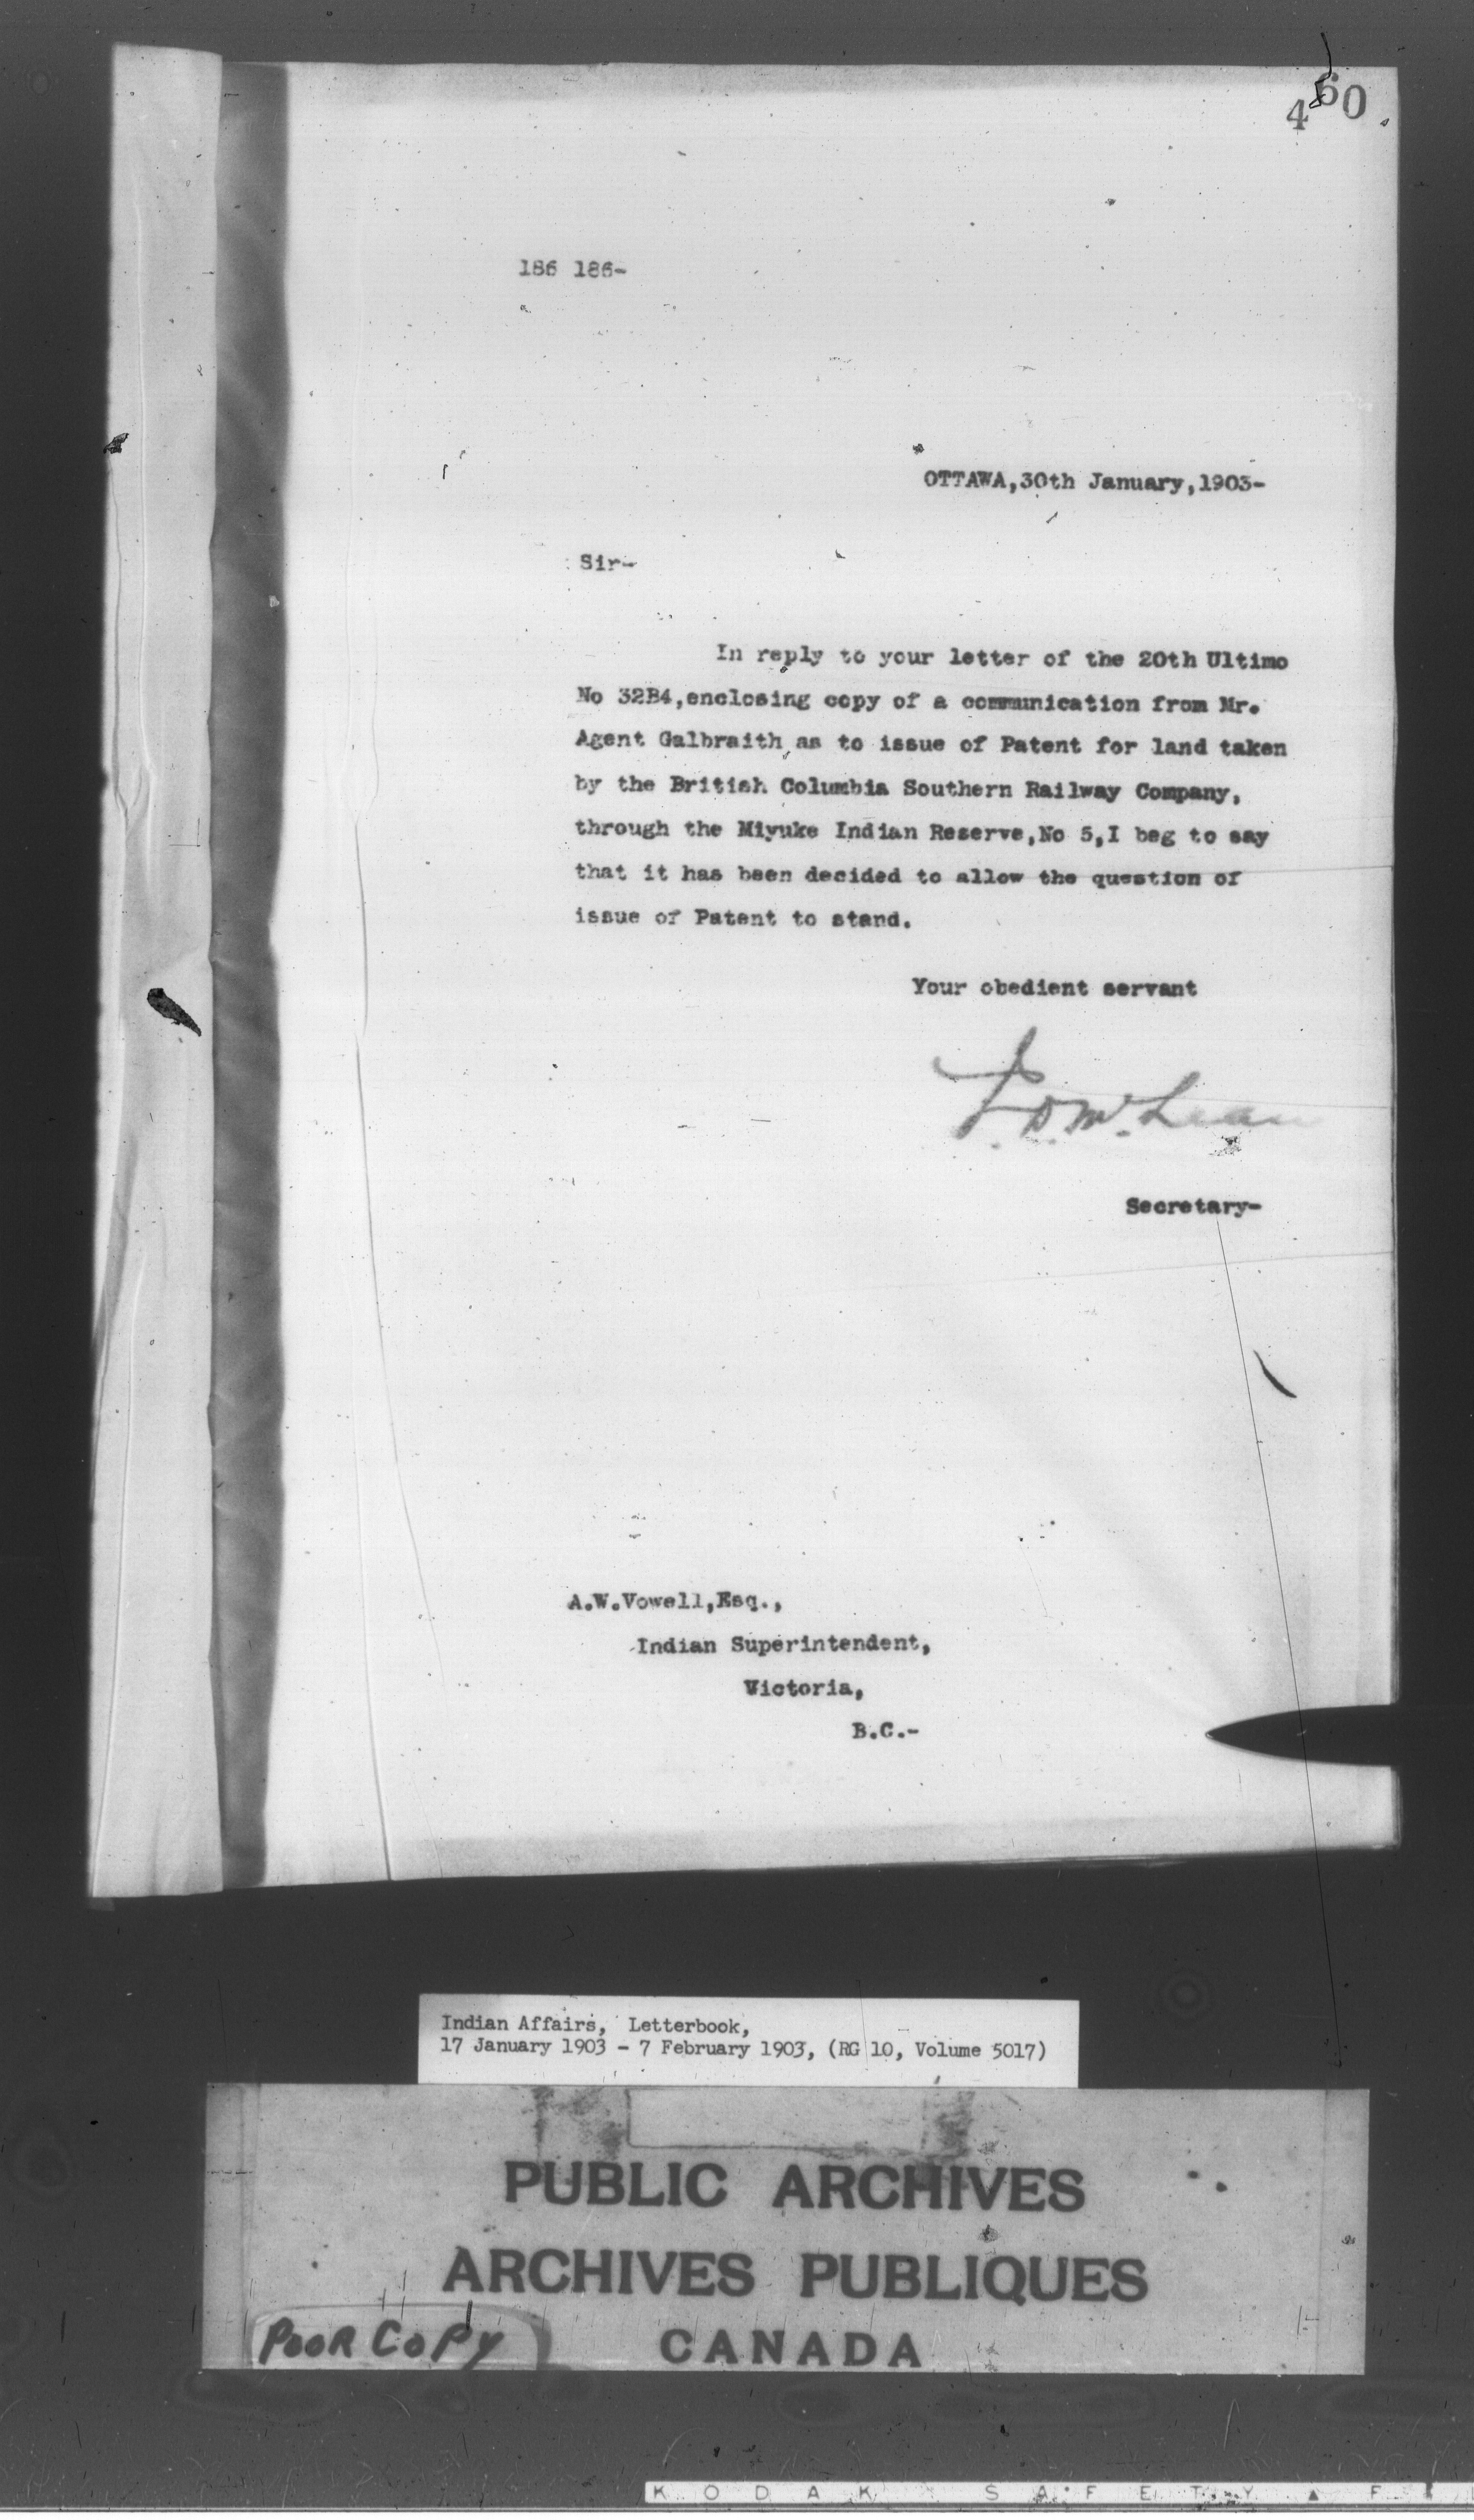 460
186 186-
OTTAWA,30th January,1903-
Sir-
In reply to your letter of the 20th Ultimo
No 32B4,enclosing copy of a communication from Mr.
Agent Galbraith as to issue of Patent for land taken
by the British Columbia Southern Railway Company,
through the Miyuke Indian Reserve,No 5,I beg to say
that it has been decided to allow the question of
issue of Patent to stand.
Your obedient servant
J. D. McLean
Secretary-
A.W.Vowell,Esq.,
Indian Superintendent,
Victoria,
B.C.-
Indian Affairs, Letterbook,
17 January 1903 - 7 February 1903, (RG 10, Volume 5017)
PUBLIC ARCHIVES
ARCHIVES PUBLIQUES
CANADA
POOR COPY
KODAK SAFETY ▲ F